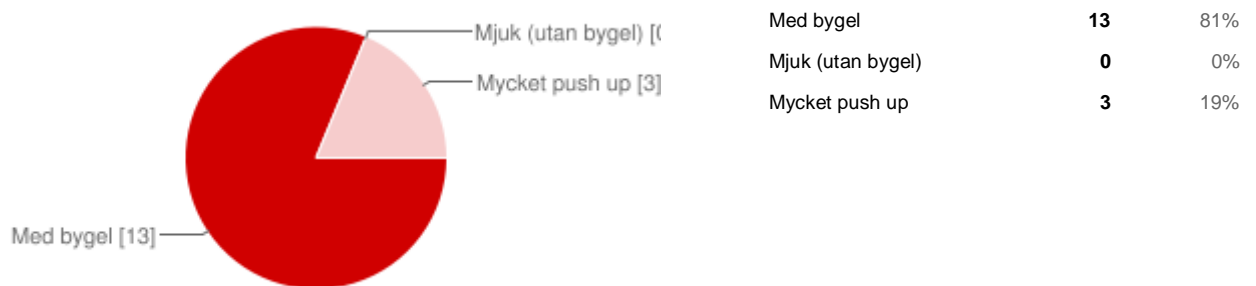 Mjuk (utan bygel) [(
Mycket push up [3]
Med bygel [13]
Med bygel 13 81%
Mjuk (utan bygel) 0 0%
Mycket push up 3 19%